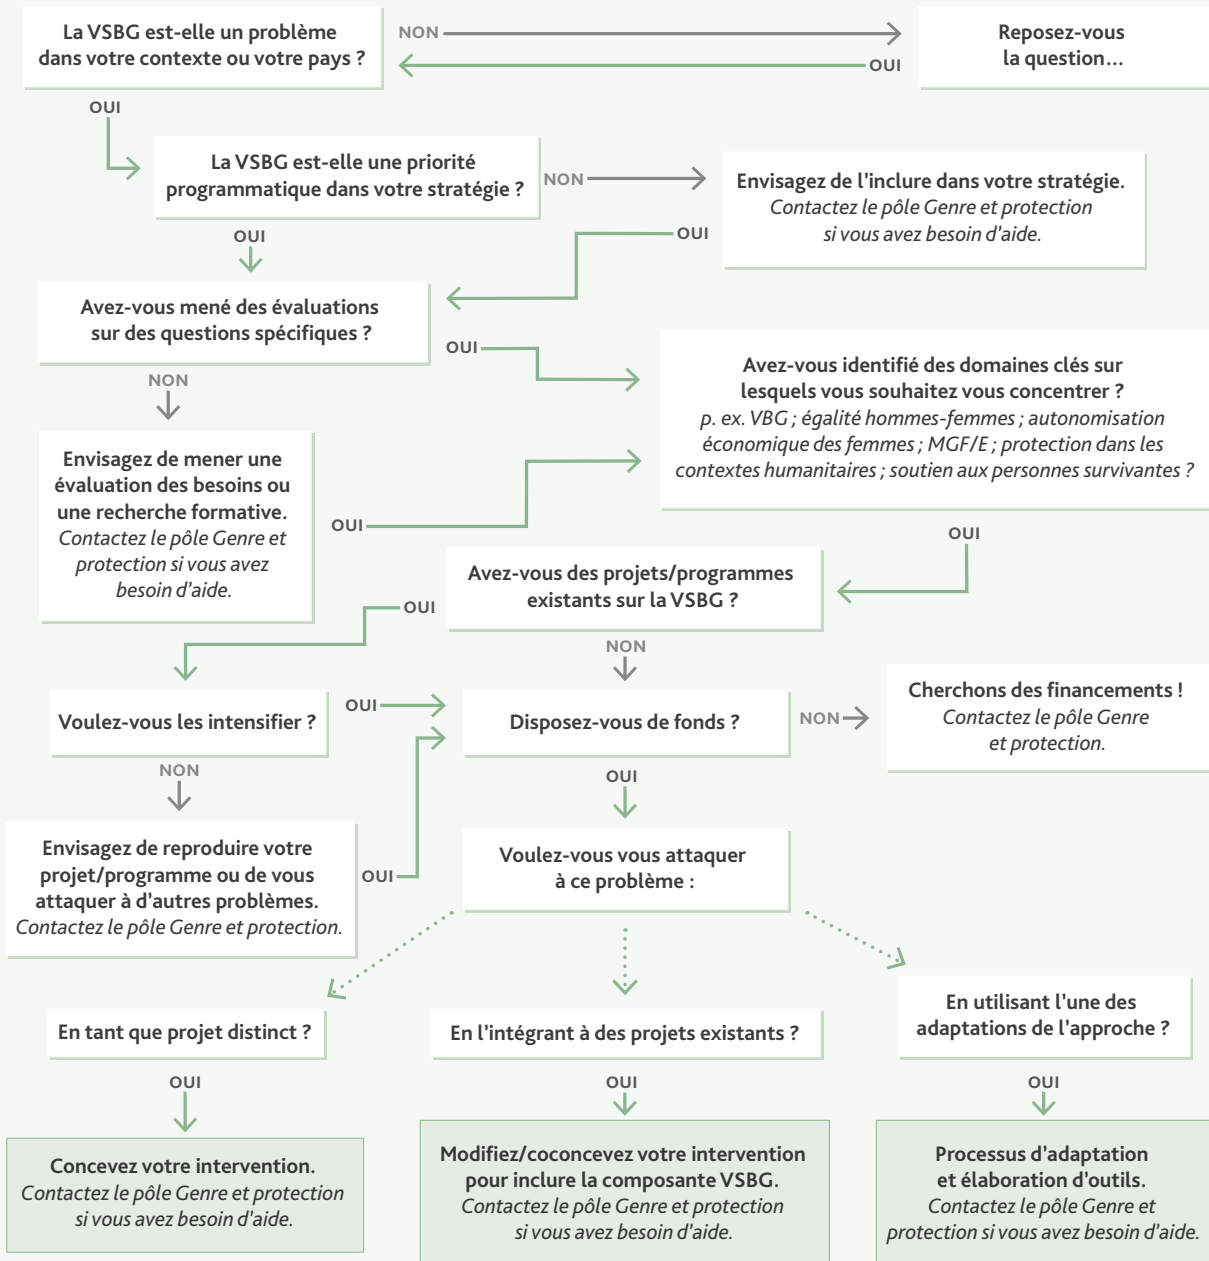 La VSBG est-elle un problème
dans votre contexte ou votre pays ?
NON
OUI
Reposez-vous
la question…
OUI
La VSBG est-elle une priorité
programmatique dans votre stratégie ?
NON
Envisagez de l’inclure dans votre stratégie.
Contactez le pôle Genre et protection
si vous avez besoin d’aide.
OUI
OUI
Avez-vous mené des évaluations
sur des questions spécifiques ?
OUI
NON
Avez-vous identifié des domaines clés sur
lesquels vous souhaitez vous concentrer ?
p. ex. VBG ; égalité hommes-femmes ; autonomisation
économique des femmes ; MGF/E ; protection dans les
contextes humanitaires ; soutien aux personnes survivantes ?
Envisagez de mener une
évaluation des besoins ou
une recherche formative.
Contactez le pôle Genre et
protection si vous avez
besoin d’aide.
OUI
OUI
Avez-vous des projets/programmes
existants sur la VSBG ?
OUI
NON
Voulez-vous les intensifier ?
OUI
Disposez-vous de fonds ?
NON
Cherchons des financements !
Contactez le pôle Genre
et protection.
NON
OUI
Envisagez de reproduire votre
projet/programme ou de vous
attaquer à d’autres problèmes.
Contactez le pôle Genre et protection.
OUI
Voulez-vous vous attaquer
à ce problème :
En tant que projet distinct ?
En l’intégrant à des projets existants ?
En utilisant l’une des
adaptations de l’approche ?
OUI
OUI
OUI
Concevez votre intervention.
Contactez le pôle Genre et protection
si vous avez besoin d’aide.
Modifiez/coconcevez votre intervention
pour inclure la composante VSBG.
Contactez le pôle Genre et protection
si vous avez besoin d’aide.
Processus d’adaptation
et élaboration d’outils.
Contactez le pôle Genre et
protection si vous avez besoin d’aide.